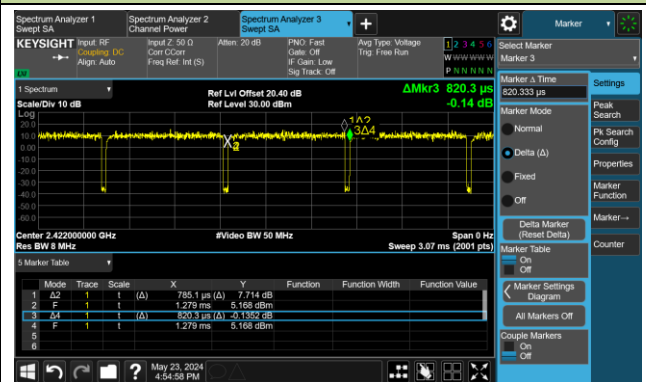 Spectrum Analyzer 1
Swept SA
Spectrum Analyzer 2
Channel Power
Spectrum Analyzer 3
Swept SA
Marker
KEYSIGHT
Input: RF
Coupling: DC
Align: Auto
Input Z: 50 Ω
Corr CCorr
Freq Ref: Int (S)
Atten: 20 dB
PNO: Fast
Gate: Off
IF Gain: Low
Sig Track: Off
Avg Type: Voltage
Trig: Free Run
1 2 3 4 5 6
W W W W W W
P N N N N N
Select Marker
Marker 3
1 Spectrum
Scale/Div 10 dB
Log
Ref Lvl Offset 20.40 dB
Ref Level 30.00 dBm
ΔMkr3 820.3 µs
-0.14 dB
20.0
10.0
0.00
-10.0
-20.0
-30.0
-40.0
-50.0
-60.0
1Δ2
3Δ4
X2
Center 2.422000000 GHz
Res BW 8 MHz
#Video BW 50 MHz
Span 0 Hz
Sweep 3.07 ms (2001 pts)
5 Marker Table
Mode Trace Scale X Y Function Function Width Function Value
1 Δ2 1 t (Δ) 785.1 µs (Δ) 7.714 dB
2 F 1 t 1.279 ms 5.168 dBm
3 Δ4 1 t (Δ) 820.3 µs (Δ) -0.1352 dB
4 F 1 t 1.279 ms 5.168 dBm
5
6
Marker Δ Time
820.333 µs
Marker Mode
Normal
Delta (Δ)
Fixed
Off
Delta Marker
(Reset Delta)
Marker Table
On
Off
Marker Settings
Diagram
All Markers Off
Couple Markers
On
Off
Settings
Peak
Search
Pk Search
Config
Properties
Marker
Function
Marker→
Counter
?
May 23, 2024
4:54:58 PM